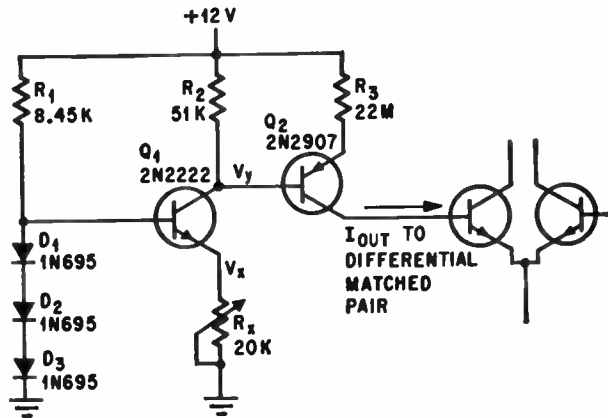 +12V
R1
8.45K
R2
51K
R3
22M
Q1
2N2222
Vy
Q2
2N2907
D1
1N695
D2
1N695
D3
1N695
Vx
Rx
20K
IOUT TO
DIFFERENTIAL
MATCHED
PAIR